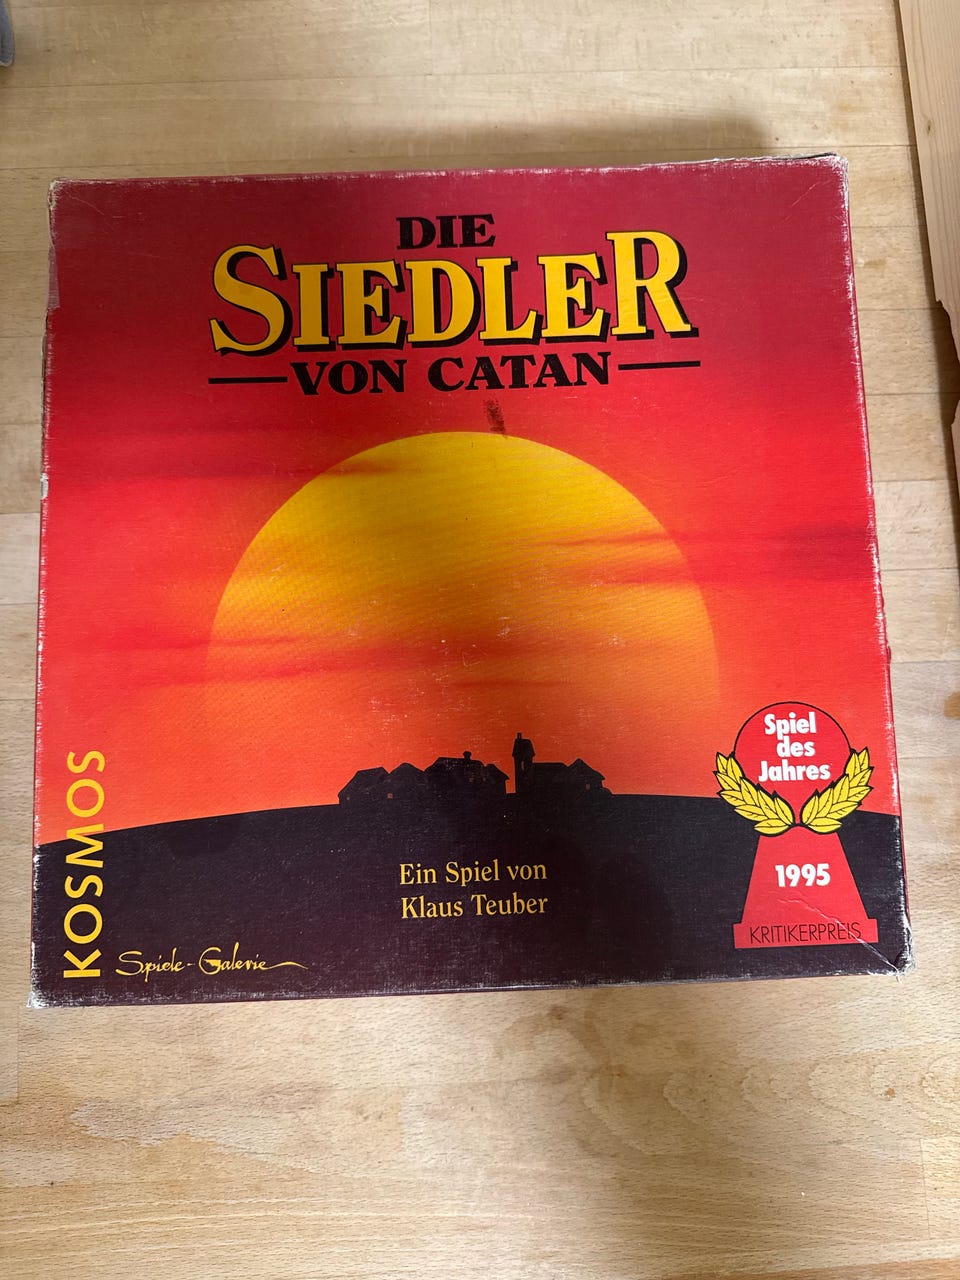 DIE
SIEDLER
VON CATAN
Spiel
des
Jahres
1995
KRITIKERPREIS
Ein Spiel von
Klaus Teuber
KOSMOS
Spiele-Galerie